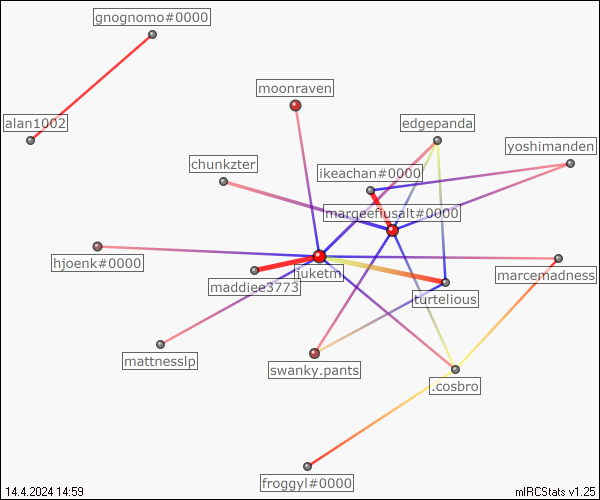 gnognomo#0000
moonraven
alan1002
edgepanda
yoshimanden
chunkzter
ikeachan#0000
margeefiusalt#0000
hjoenk#0000
juketm
marcemadness
maddiee3773
turtelious
mattnesslp
swanky.pants
.cosbro
froggyl#0000
14.4.2024 14:59
mIRCStats v1.25